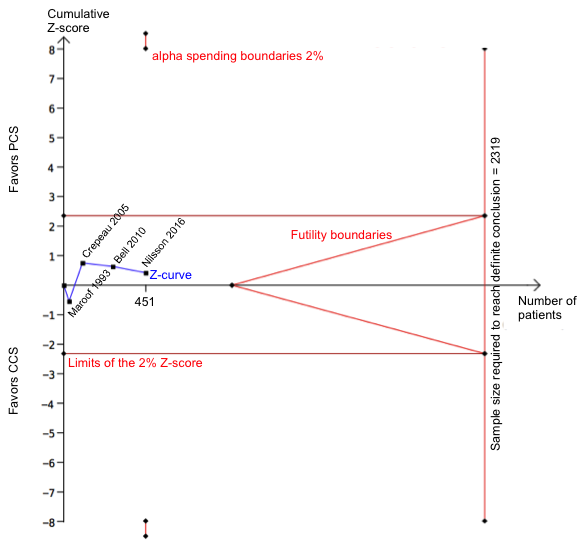 Cumulative
Z-score
8
alpha spending boundaries 2%
7
6
5
4
3
2
1
-1
-2
-3
-4
-5
-6
-7
-8
Favors PCS
Favors CCS
Maroof 1993
Crepeau 2005
Bell 2010
Nilsson 2016
Z-curve
451
Futility boundaries
Limits of the 2% Z-score
Sample size required to reach definite conclusion = 2319
Number of
patients